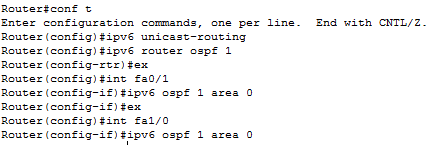 Router#conf t
Enter configuration commands, one per line.  End with CNTL/Z.
Router(config)#ipv6 unicast-routing
Router(config)#ipv6 router ospf 1
Router(config-rtr)#ex
Router(config)#int fa0/1
Router(config-if)#ipv6 ospf 1 area 0
Router(config-if)#ex
Router(config)#int fa1/0
Router(config-if)#ipv6 ospf 1 area 0